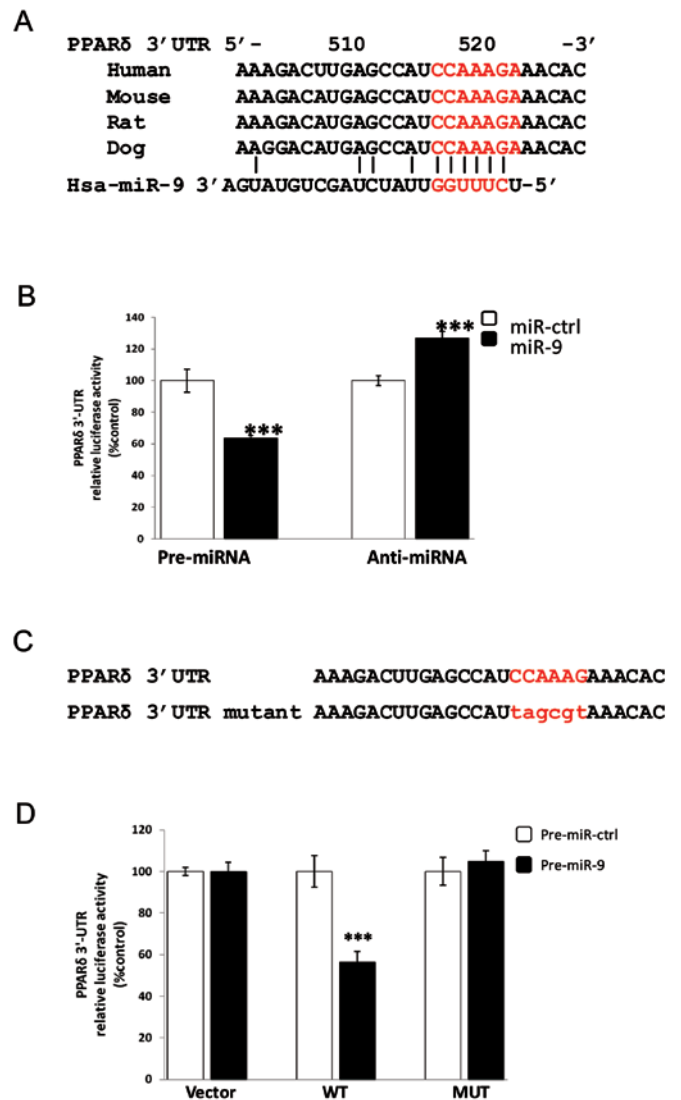 A
PPARδ 3’UTR 5’– 510 520 –3’
Human AAAGACUUGAGCCAUCCAAAGAAACAC
Mouse AAAGACAUGAGCCAUCCAAAGAAACAC
Rat AAAGACAUGAGCCAUCCAAAGAAACAC
Dog AAGGACAUGAGCCAUCCAAAGAAACAC
Hsa-miR-9 3’AGUAUGUCGAUCUAUUGGUUUCU-5’
B
PPARδ 3'-UTR
relative luciferase activity
(%control)
140
120
100
80
60
40
20
0
***
***
miR-ctrl
miR-9
Pre-miRNA Anti-miRNA
C
PPARδ 3’UTR AAAGACUUGAGCCAUCCAAAGAAACAC
PPARδ 3’UTR mutant AAAGACUUGAGCCAUtagcgtAAACAC
D
PPARδ 3'-UTR
relative luciferase activity
(%control)
120
100
80
60
40
20
0
***
Pre-miR-ctrl
Pre-miR-9
Vector WT MUT